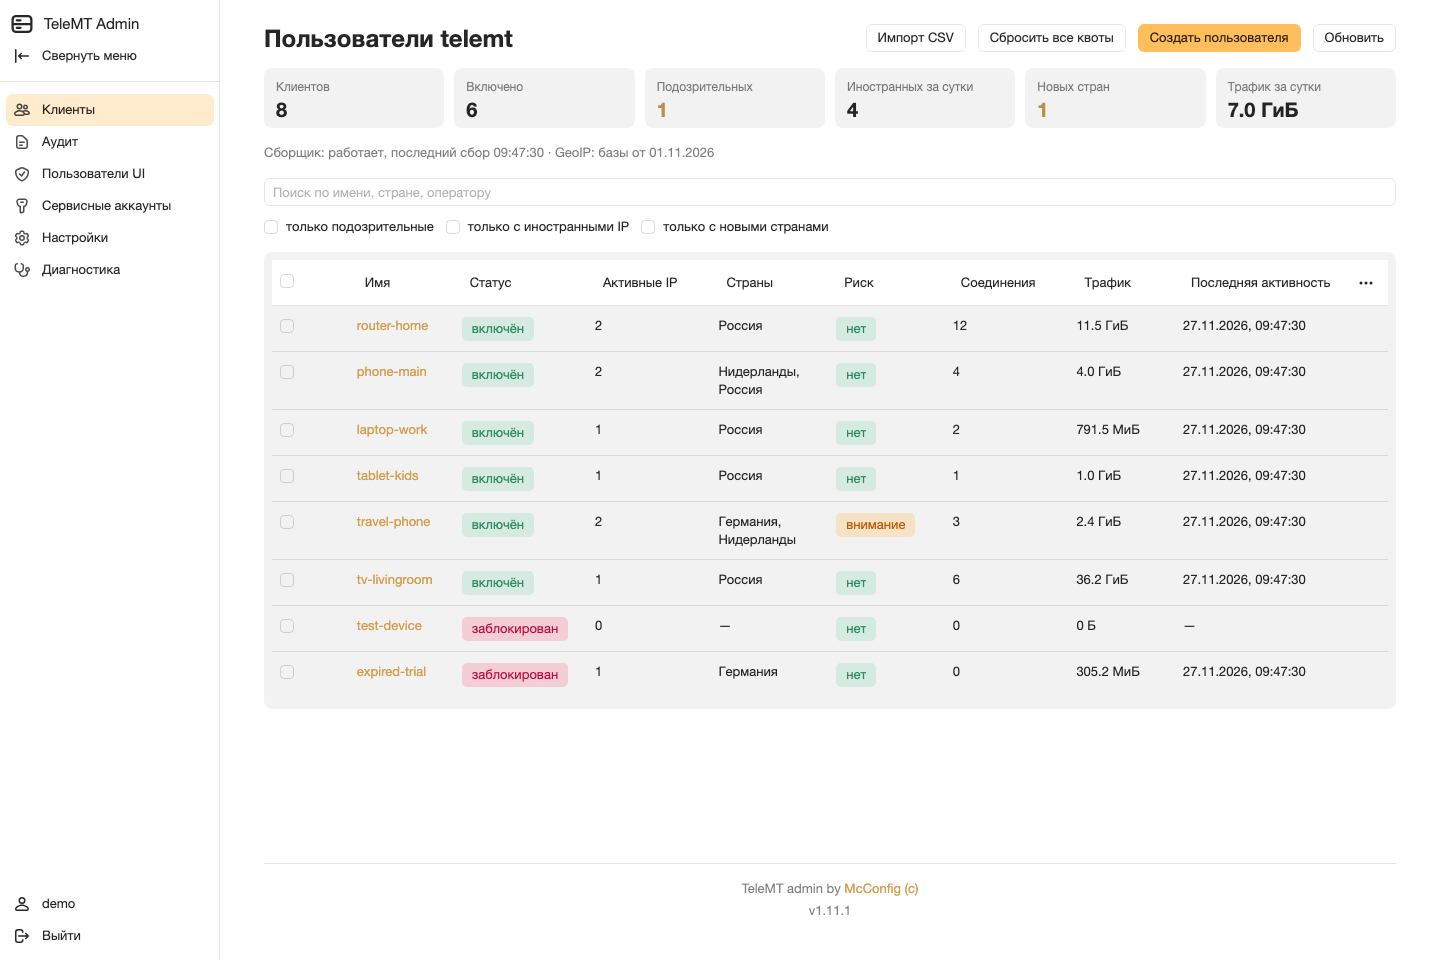 TeleMT Admin
Свернуть меню
Клиенты
Аудит
Пользователи UI
Сервисные аккаунты
Настройки
Диагностика
demo
Выйти
Пользователи telemt
Импорт CSV
Сбросить все квоты
Создать пользователя
Обновить
Клиентов
8
Включено
6
Подозрительных
1
Иностранных за сутки
4
Новых стран
1
Трафик за сутки
7.0 ГиБ
Сборщик: работает, последний сбор 09:47:30 · GeoIP: базы от 01.11.2026
Поиск по имени, стране, оператору
только подозрительные только с иностранными IP только с новыми странами
Имя Статус Активные IP Страны Риск Соединения Трафик Последняя активность
router-home включён 2 Россия нет 12 11.5 ГиБ 27.11.2026, 09:47:30
phone-main включён 2 Нидерланды, нет 4 4.0 ГиБ 27.11.2026, 09:47:30
Россия
laptop-work включён 1 Россия нет 2 791.5 МиБ 27.11.2026, 09:47:30
tablet-kids включён 1 Россия нет 1 1.0 ГиБ 27.11.2026, 09:47:30
travel-phone включён 2 Германия, внимание 3 2.4 ГиБ 27.11.2026, 09:47:30
Нидерланды
tv-livingroom включён 1 Россия нет 6 36.2 ГиБ 27.11.2026, 09:47:30
test-device заблокирован 0 — нет 0 0 Б —
expired-trial заблокирован 1 Германия нет 0 305.2 МиБ 27.11.2026, 09:47:30
TeleMT admin by McConfig (c)
v1.11.1